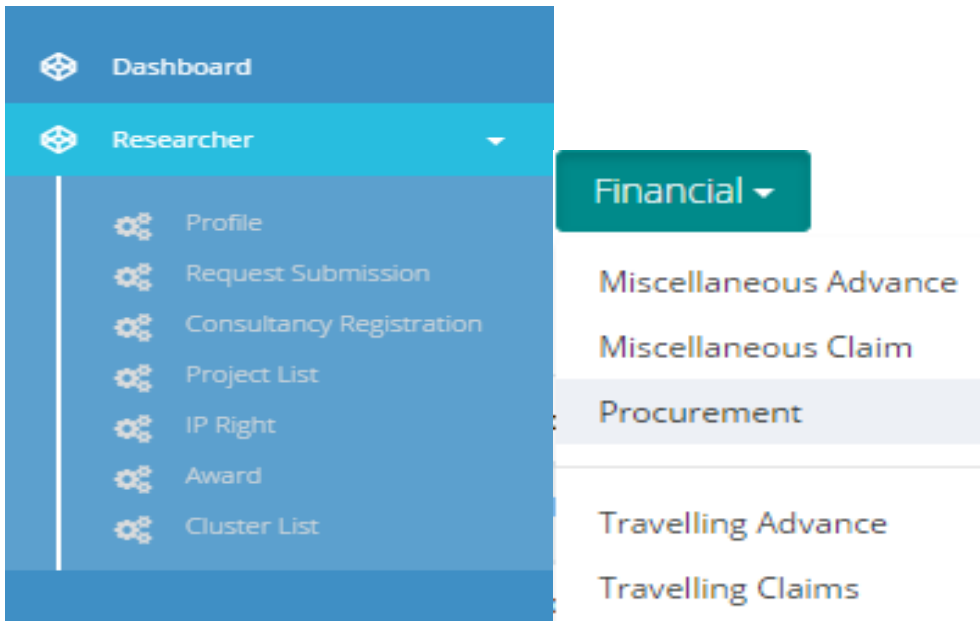 Dashboard
Researcher
Profile
Request Submission
Consultancy Registration
Project List
IP Right
Award
Cluster List
Financial
Miscellaneous Advance
Miscellaneous Claim
Procurement
Travelling Advance
Travelling Claims